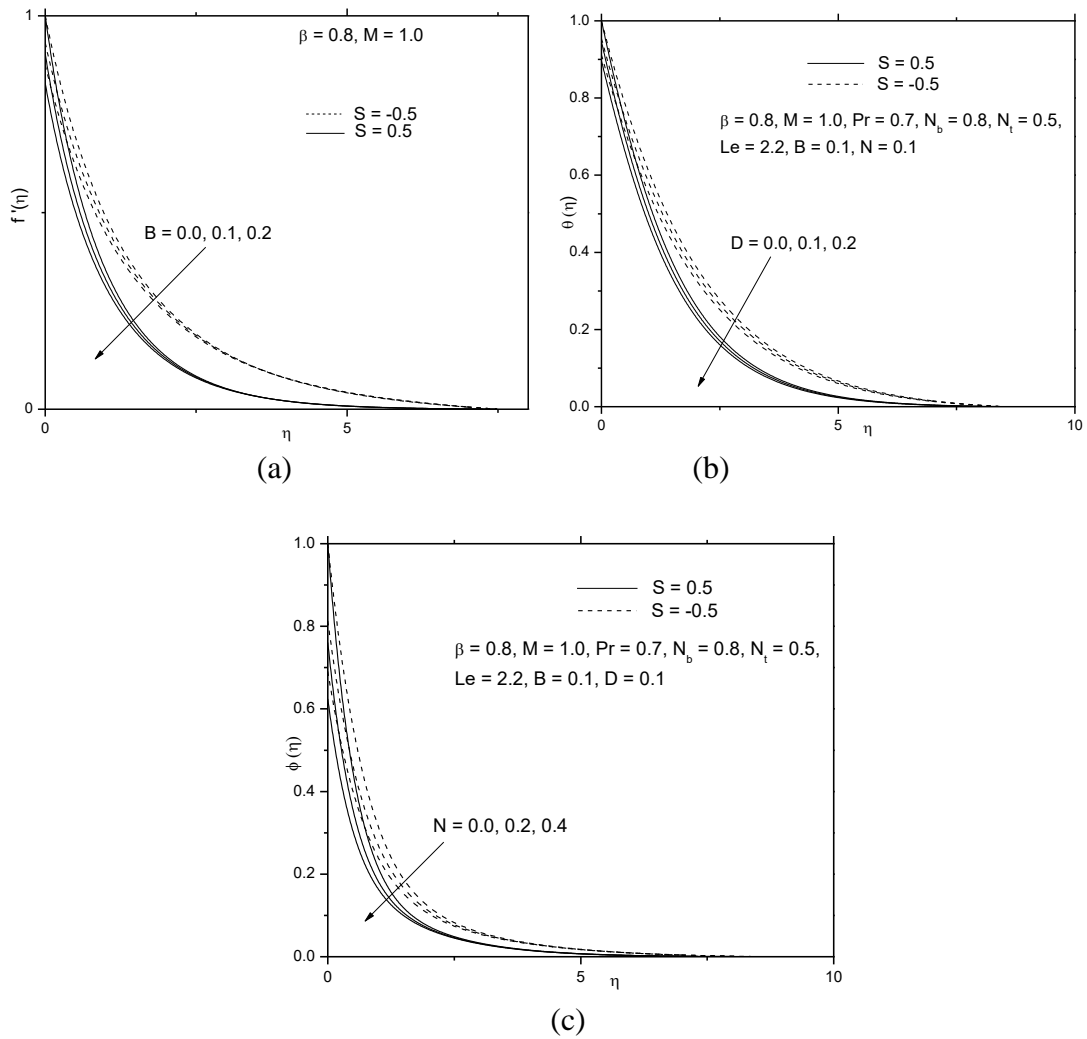 1
β = 0.8, M = 1.0
S = -0.5
S = 0.5
f '(η)
B = 0.0, 0.1, 0.2
0
0
5
η
(a)
1.0
S = 0.5
S = -0.5
0.8
β = 0.8, M = 1.0, Pr = 0.7, N_b = 0.8, N_t = 0.5,
Le = 2.2, B = 0.1, N = 0.1
0.6
θ (η)
0.4
D = 0.0, 0.1, 0.2
0.2
0.0
0
5
10
η
(b)
1.0
S = 0.5
S = -0.5
0.8
β = 0.8, M = 1.0, Pr = 0.7, N_b = 0.8, N_t = 0.5,
Le = 2.2, B = 0.1, D = 0.1
0.6
ϕ (η)
0.4
N = 0.0, 0.2, 0.4
0.2
0.0
0
5
10
η
(c)